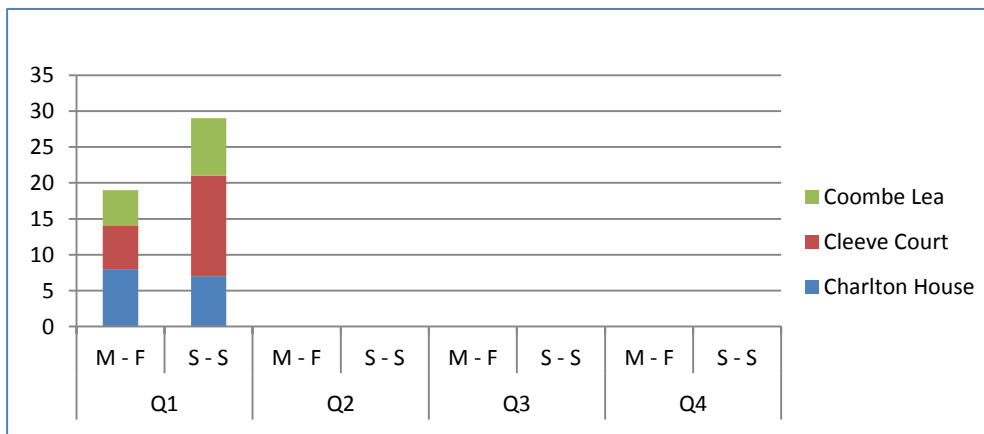 35
30
25
20
15
10
5
0
M - F S - S M - F S - S M - F S - S M - F S - S
Q1 Q2 Q3 Q4
Coombe Lea
Cleeve Court
Charlton House